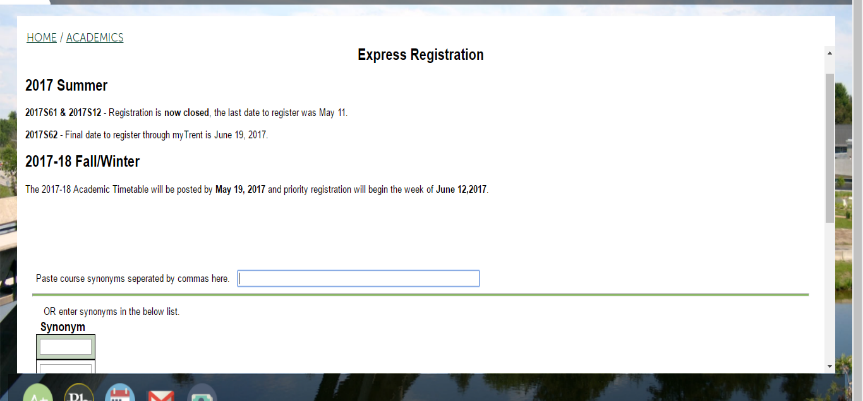 HOME / ACADEMICS
Express Registration
2017 Summer
2017S61 & 2017S12 - Registration is now closed, the last date to register was May 11.
2017S62 - Final date to register through myTrent is June 19, 2017.
2017-18 Fall/Winter
The 2017-18 Academic Timetable will be posted by May 19, 2017 and priority registration will begin the week of June 12,2017.
Paste course synonyms seperated by commas here.
OR enter synonyms in the below list.
Synonym